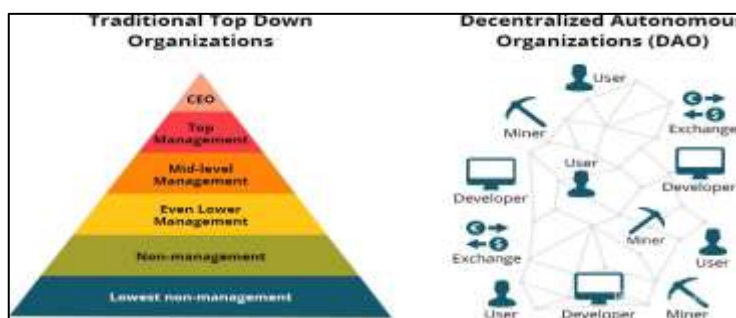 Traditional Top Down
Organizations
CEO
Top
Management
Mid-level
Management
Even Lower
Management
Non-management
Lowest non-management
Decentralized Autonomous
Organizations (DAO)
User
Miner
Exchange
User
Developer
Developer
Miner
Exchange
User
User
Developer
Miner